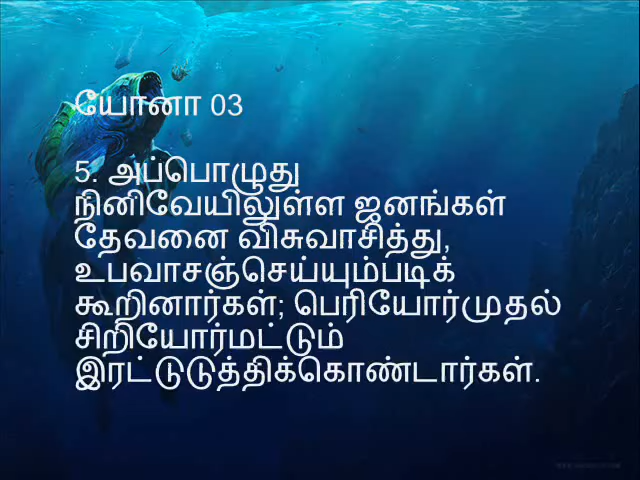 யோனா 03
5. அப்பொழுது
நினிவேயிலுள்ள ஜனங்கள்
தேவனை விசுவாசித்து,
உபவாசஞ்செய்யும்படிக்
கூறினார்கள்; பெரியோர்முதல்
சிறியோர்மட்டும்
இரட்டுடுத்திக்கொண்டார்கள்.